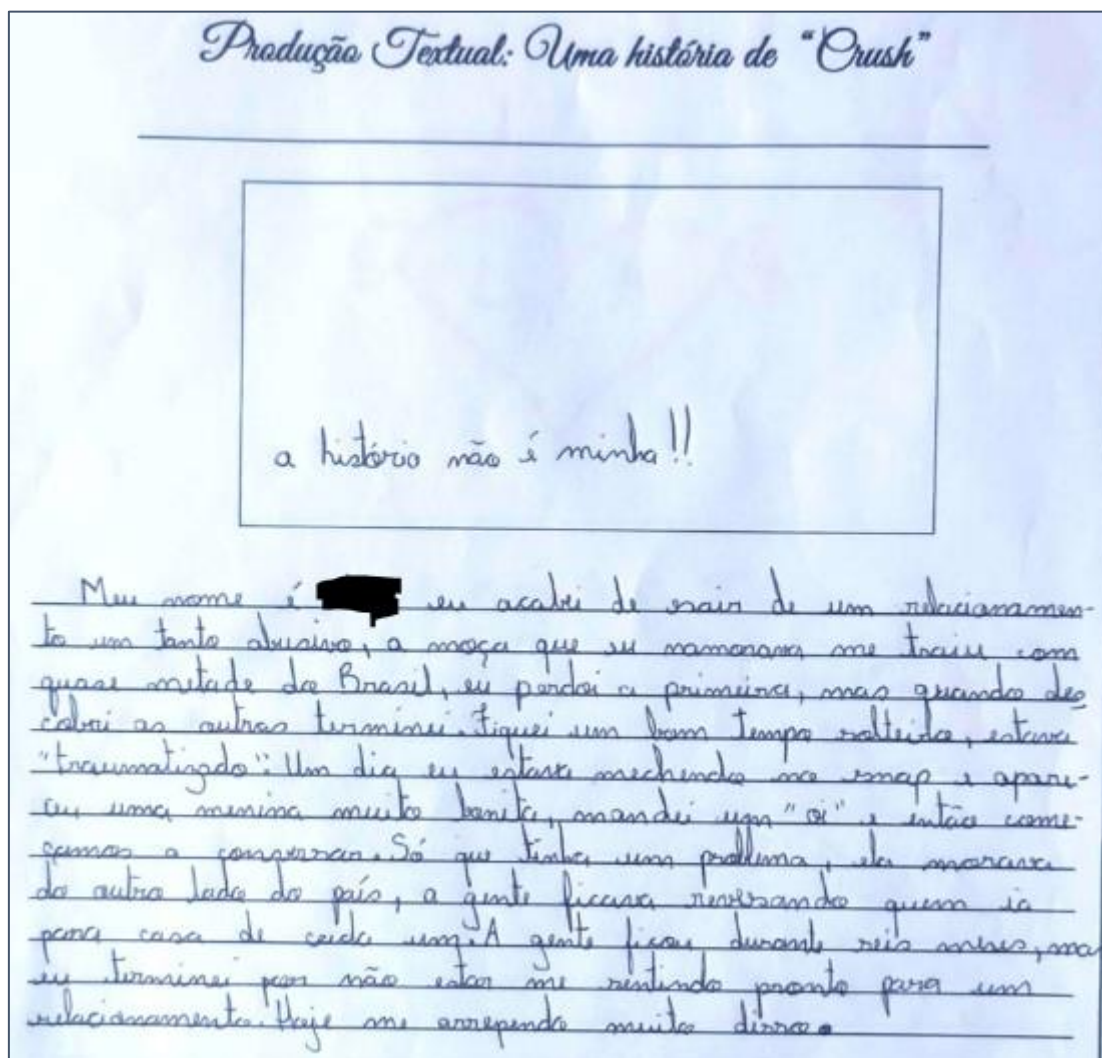 Produção Textual: Uma história de “Crush”
a histório não é minha!!
Meu nome é eu acabei de sair de um relacionamen-
to um tanto abusivo, a moça que eu namorava me traiu com
quase metade do Brasil, eu perdoei a primeira, mas quando des
cobri as outras terminei. Fiquei um bom tempo solteiro, estava
"traumatizado". Um dia eu estava mechendo no snap e apare-
ceu uma menina muito bonita, mandei um "oi" e então come-
çamos a conversar. Só que tinha um problema, ela morava
do outro lado do país, a gente ficava revesando quem ia
para casa de cada um. A gente ficou durante seis meses, mas
eu terminei por não estar me sentindo pronto para um
relacionamento. Hoje me arrependo muito disso.